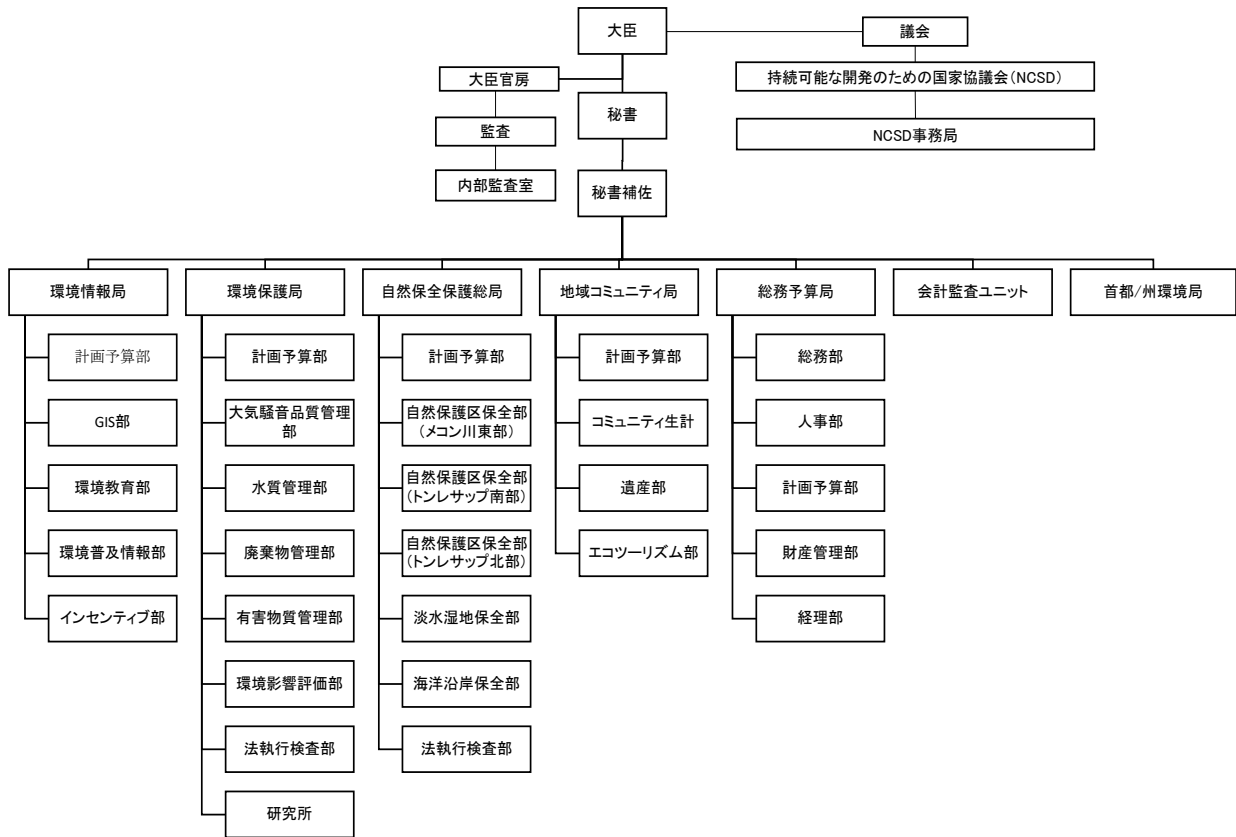 大臣
議会
大臣官房
持続可能な開発のための国家協議会(NCSD)
秘書
監査
NCSD事務局
内部監査室
秘書補佐
環境情報局
環境保護局
自然保全保護総局
地域コミュニティ局
総務予算局
会計監査ユニット
首都/州環境局
計画予算部
GIS部
環境教育部
環境普及情報部
インセンティブ部
計画予算部
大気騒音品質管理
部
水質管理部
廃棄物管理部
有害物質管理部
環境影響評価部
法執行検査部
研究所
計画予算部
自然保護区保全部
(メコン川東部)
自然保護区保全部
(トンレサップ南部)
自然保護区保全部
(トンレサップ北部)
淡水湿地保全部
海洋沿岸保全部
法執行検査部
計画予算部
コミュニティ生計
遺産部
エコツーリズム部
総務部
人事部
計画予算部
財産管理部
経理部